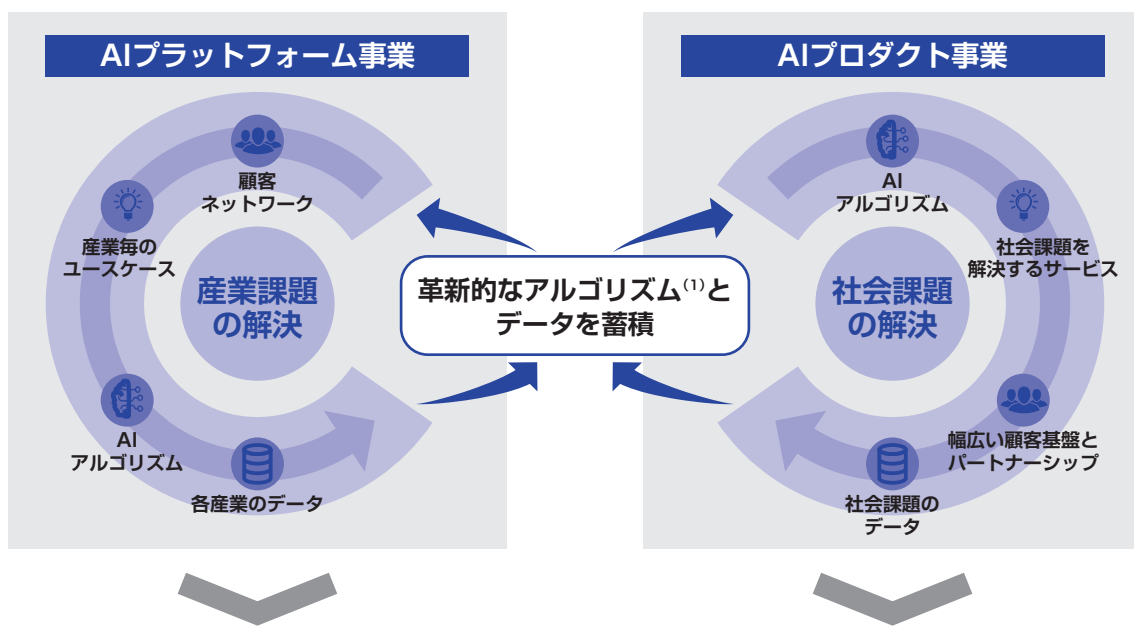 AIプラットフォーム事業
顧客
ネットワーク
産業毎の
ユースケース
産業課題
の解決
AI
アルゴリズム
各産業のデータ
革新的なアルゴリズム(1)と
データを蓄積
AIプロダクト事業
AI
アルゴリズム
社会課題を
解決するサービス
社会課題
の解決
幅広い顧客基盤と
パートナーシップ
社会課題の
データ